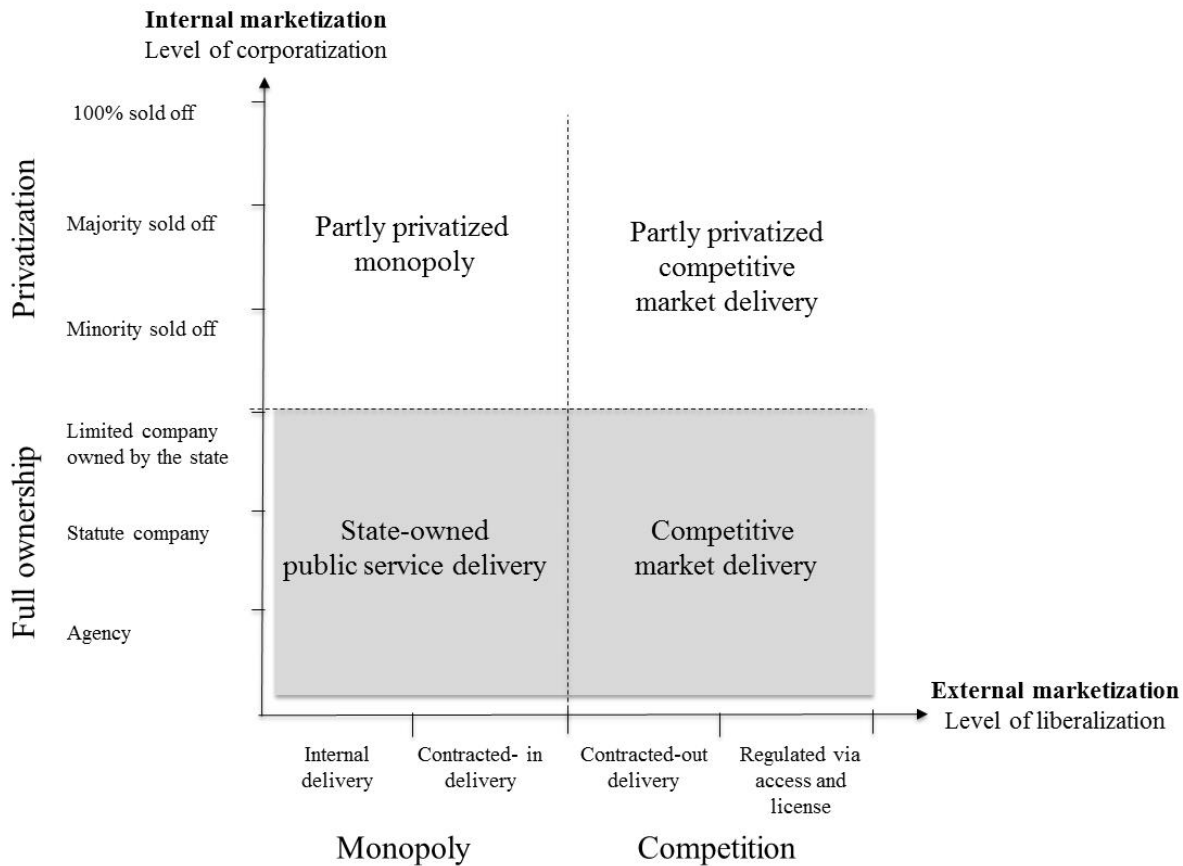 Internal marketization
Level of corporatization
Privatization
100% sold off
Majority sold off
Minority sold off
Partly privatized
monopoly
Partly privatized
competitive
market delivery
Full ownership
Limited company
owned by the state
Statute company
Agency
State-owned
public service delivery
Competitive
market delivery
External marketization
Level of liberalization
Internal
delivery
Contracted- in
delivery
Contracted-out
delivery
Regulated via
access and
license
Monopoly
Competition